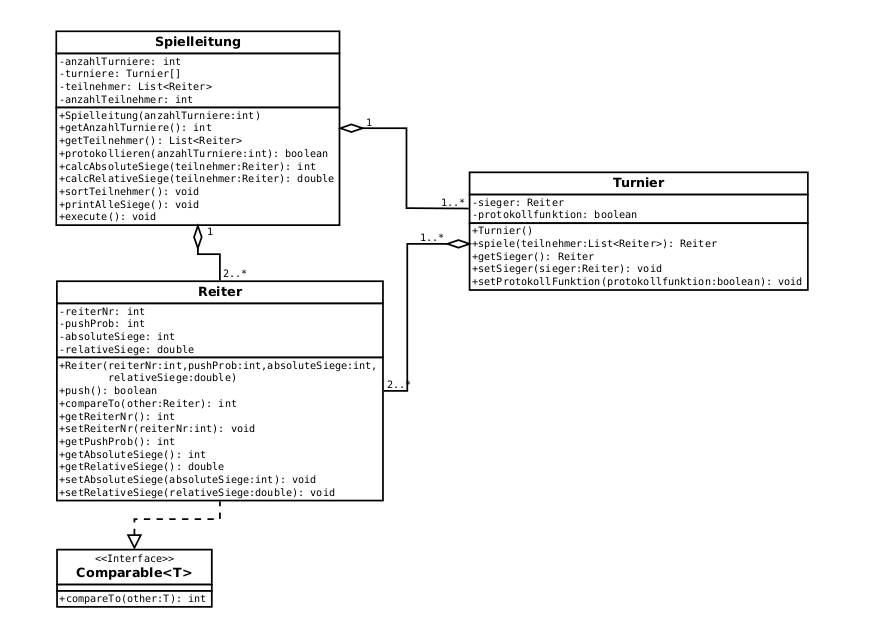 Spielleitung
-anzahlTurniere: int
-turniere: Turnier[]
-teilnehmer: List<Reiter>
-anzahlTeilnehmer: int
+Spielleitung(anzahlTurniere:int)
+getAnzahlTurniere(): int
+getTeilnehmer(): List<Reiter>
+protokollieren(anzahlTurniere:int): boolean
+calcAbsoluteSiege(teilnehmer:Reiter): int
+calcRelativeSiege(teilnehmer:Reiter): double
+sortTeilnehmer(): void
+printAlleSiege(): void
+execute(): void
1
1..*
Turnier
-sieger: Reiter
-protokollfunktion: boolean
+Turnier()
+spiele(teilnehmer:List<Reiter>): Reiter
+getSieger(): Reiter
+setSieger(sieger:Reiter): void
+setProtokollFunktion(protokollfunktion:boolean): void
1..*
2..*
1
2..*
Reiter
-reiterNr: int
-pushProb: int
-absoluteSiege: int
-relativeSiege: double
+Reiter(reiterNr:int,pushProb:int,absoluteSiege:int,
relativeSiege:double)
+push(): boolean
+compareTo(other:Reiter): int
+getReiterNr(): int
+setReiterNr(reiterNr:int): void
+getPushProb(): int
+getAbsoluteSiege(): int
+getRelativeSiege(): double
+setAbsoluteSiege(absoluteSiege:int): void
+setRelativeSiege(relativeSiege:double): void
<<Interface>>
Comparable<T>
+compareTo(other:T): int